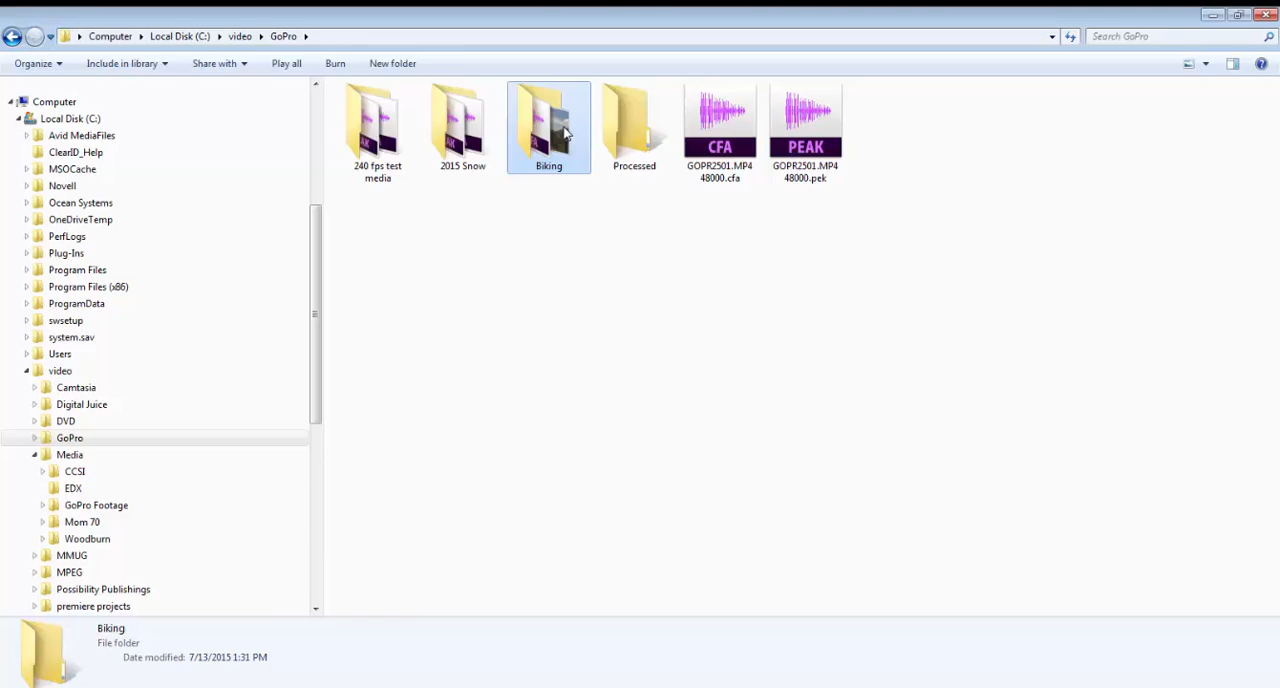 Computer Local Disk (C:) video GoPro
Search GoPro
Organize Include in library Share with Play all Burn New folder
Computer
Local Disk (C:)
Avid MediaFiles
ClearID_Help
MSOCache
Novell
Ocean Systems
OneDriveTemp
PerfLogs
Plug-Ins
Program Files
Program Files (x86)
ProgramData
swsetup
system.sav
Users
video
Camtasia
Digital Juice
DVD
GoPro
Media
CCSI
EDX
GoPro Footage
Mom 70
Woodburn
MMUG
MPEG
Possibility Publishings
premiere projects
240 fps test
media
2015 Snow
Biking
Processed
CFA
GOPR2501.MP4
48000.cfa
PEAK
GOPR2501.MP4
48000.pek
Biking
File folder
Date modified: 7/13/2015 1:31 PM